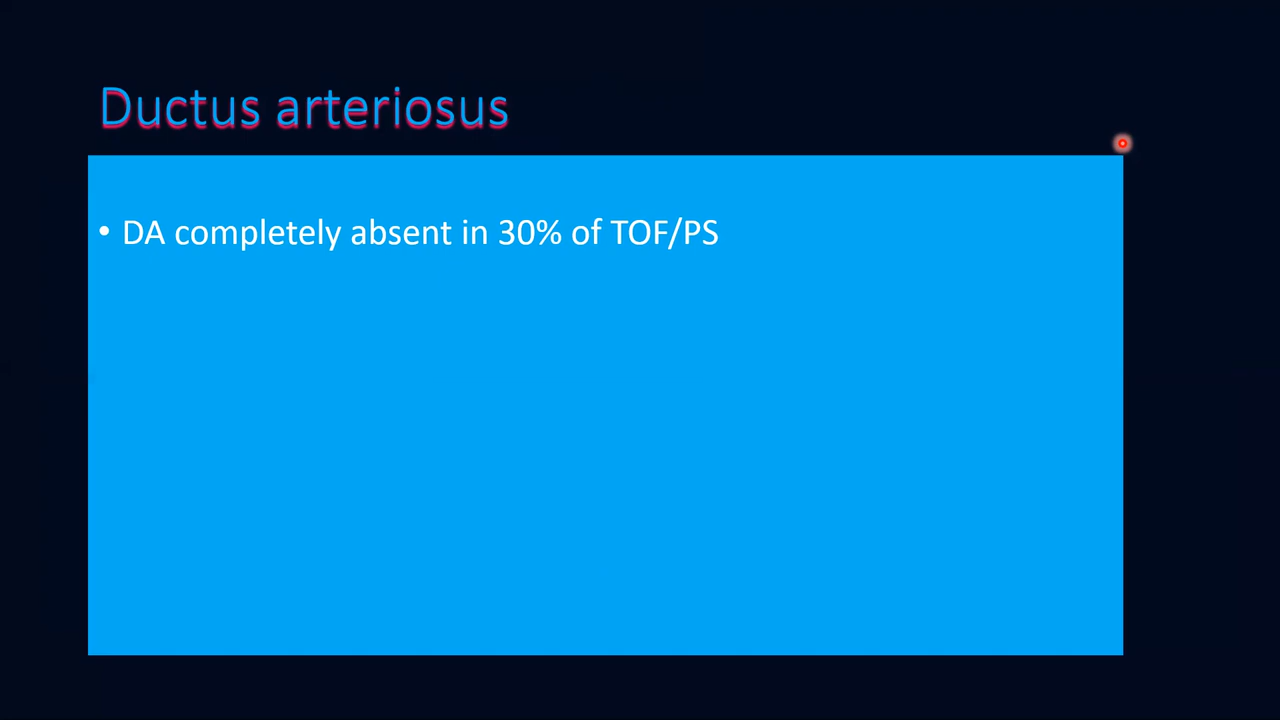 Ductus arteriosus
• DA completely absent in 30% of TOF/PS